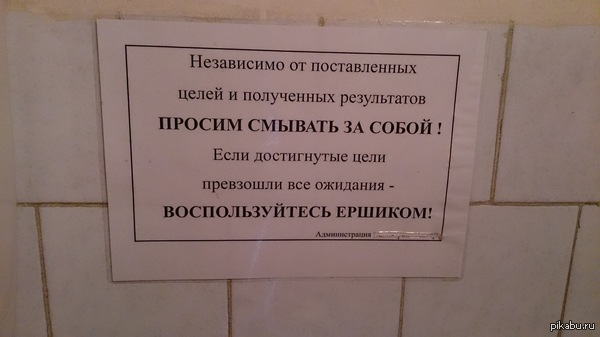 Независимо от поставленных
целей и полученных результатов
ПРОСИМ СМЫВАТЬ ЗА СОБОЙ !
Если достигнутые цели
превзошли все ожидания -
ВОСПОЛЬЗУЙТЕСЬ ЕРШИКОМ!
Администрация
pikabu.ru